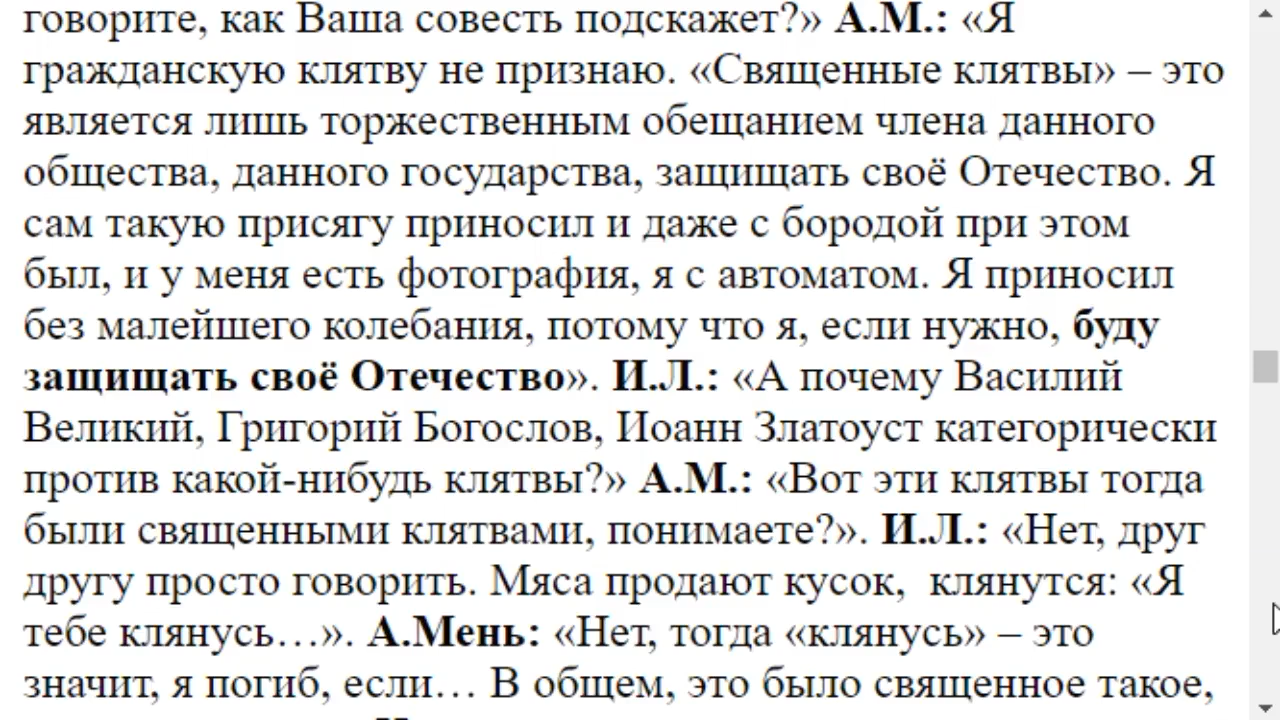 говорите, как Ваша совесть подскажет?» А.М.: «Я
гражданскую клятву не признаю. «Священные клятвы» – это
является лишь торжественным обещанием члена данного
общества, данного государства, защищать своё Отечество. Я
сам такую присягу приносил и даже с бородой при этом
был, и у меня есть фотография, я с автоматом. Я приносил
без малейшего колебания, потому что я, если нужно, буду
защищать своё Отечество». И.Л.: «А почему Василий
Великий, Григорий Богослов, Иоанн Златоуст категорически
против какой-нибудь клятвы?» А.М.: «Вот эти клятвы тогда
были священными клятвами, понимаете?». И.Л.: «Нет, друг
другу просто говорить. Мяса продают кусок,  клянутся: «Я
тебе клянусь…». А.Мень: «Нет, тогда «клянусь» – это
значит, я погиб, если… В общем, это было священное такое,